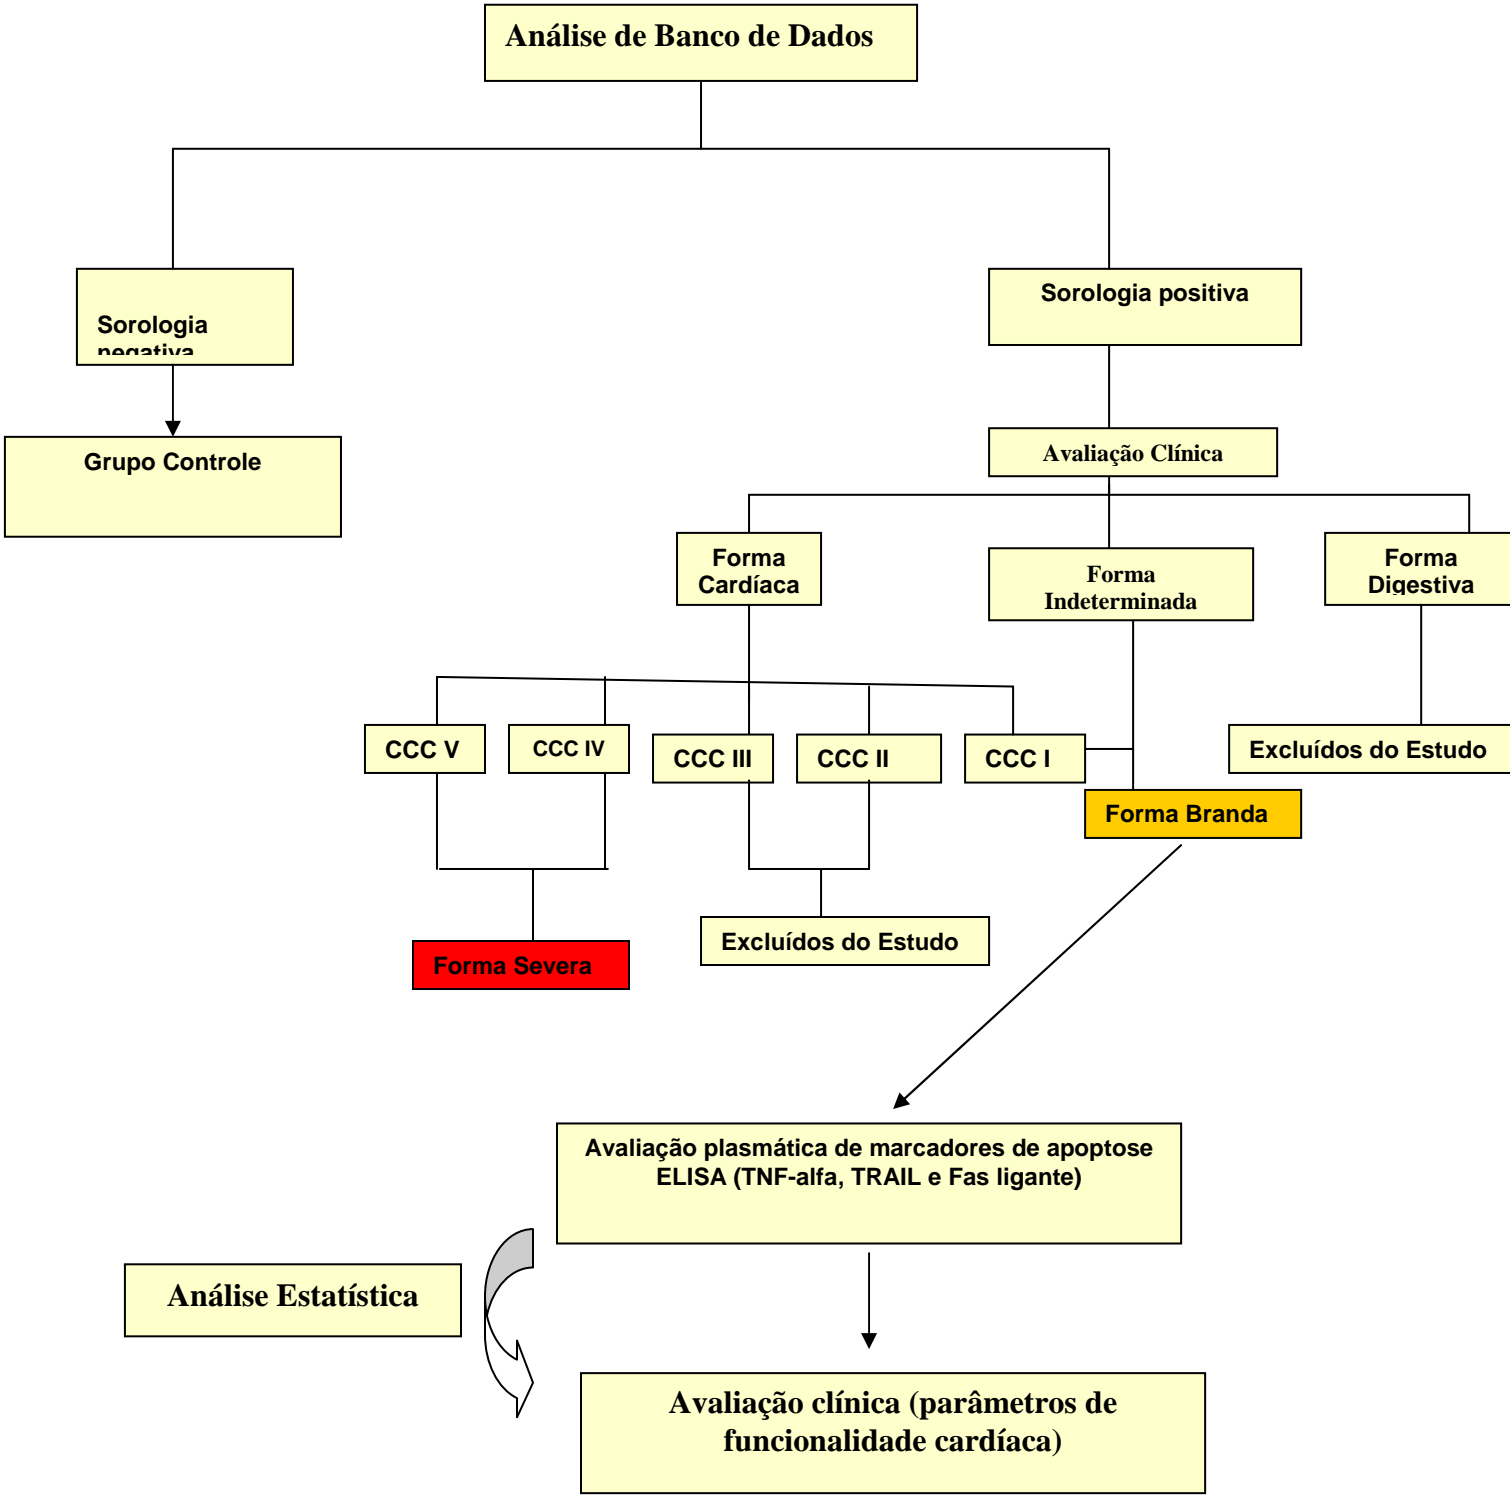 Análise de Banco de Dados
Sorologia
negativa
Sorologia positiva
Grupo Controle
Avaliação Clínica
Forma
Cardíaca
Forma
Indeterminada
Forma
Digestiva
CCC V
CCC IV
CCC III
CCC II
CCC I
Excluídos do Estudo
Forma Branda
Forma Severa
Excluídos do Estudo
Avaliação plasmática de marcadores de apoptose
ELISA (TNF-alfa, TRAIL e Fas ligante)
Análise Estatística
Avaliação clínica (parâmetros de
funcionalidade cardíaca)